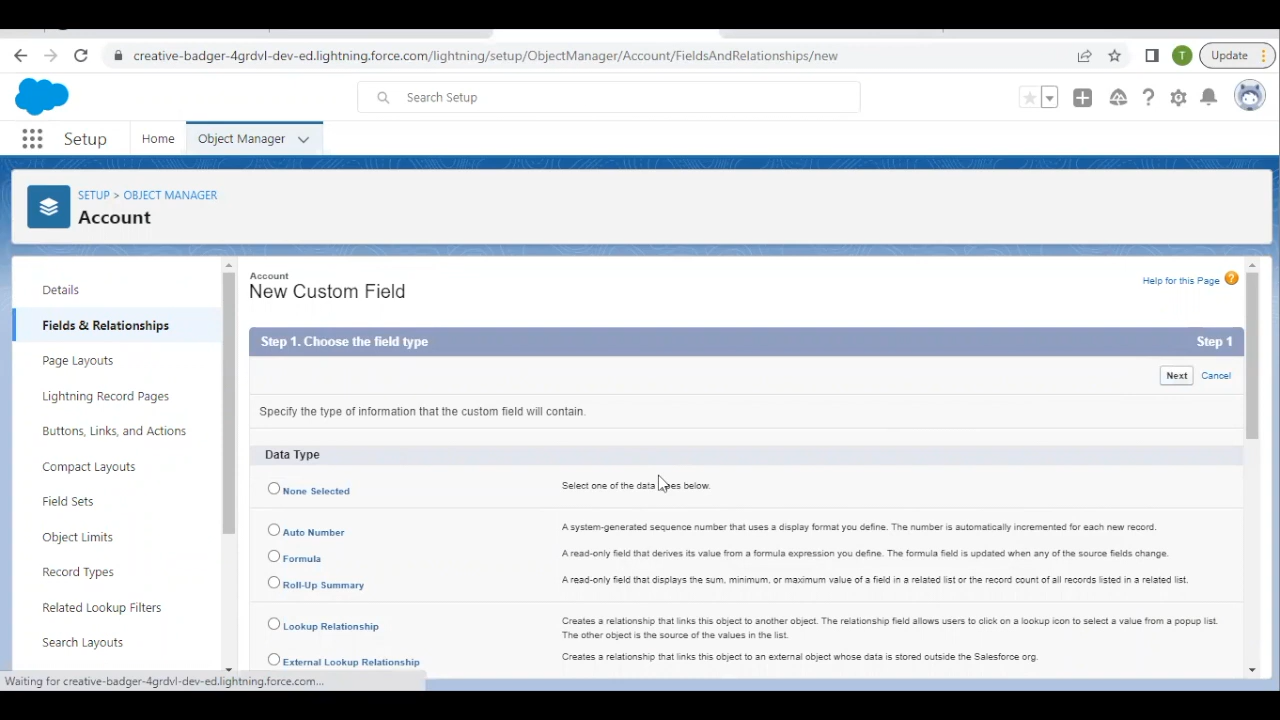 creative-badger-4grdvl-dev-ed.lightning.force.com/lightning/setup/ObjectManager/Account/FieldsAndRelationships/new
T
Update
Search Setup
Setup
Home
Object Manager
SETUP > OBJECT MANAGER
Account
Details
Fields & Relationships
Page Layouts
Lightning Record Pages
Buttons, Links, and Actions
Compact Layouts
Field Sets
Object Limits
Record Types
Related Lookup Filters
Search Layouts
Account
New Custom Field
Help for this Page ?
Step 1. Choose the field type
Step 1
Next Cancel
Specify the type of information that the custom field will contain.
Data Type
None Selected
Select one of the data below.
Auto Number
A system-generated sequence number that uses a display format you define. The number is automatically incremented for each new record.
Formula
A read-only field that derives its value from a formula expression you define. The formula field is updated when any of the source fields change.
Roll-Up Summary
A read-only field that displays the sum, minimum, or maximum value of a field in a related list or the record count of all records listed in a related list.
Lookup Relationship
Creates a relationship that links this object to another object. The relationship field allows users to click on a lookup icon to select a value from a popup list.
The other object is the source of the values in the list.
External Lookup Relationship
Creates a relationship that links this object to an external object whose data is stored outside the Salesforce org.
Waiting for creative-badger-4grdvl-dev-ed.lightning.force.com...